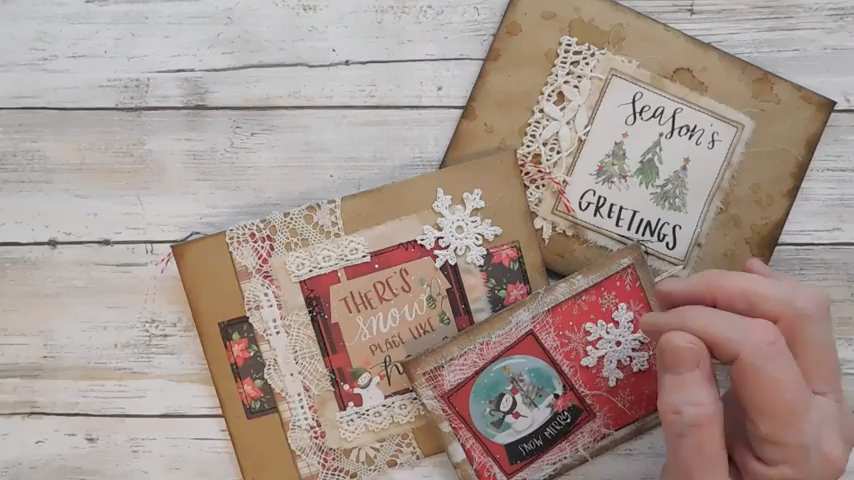 Season's
GREETINGS
THERE'S
snow
PLACE LIKE
SNOW MERRY